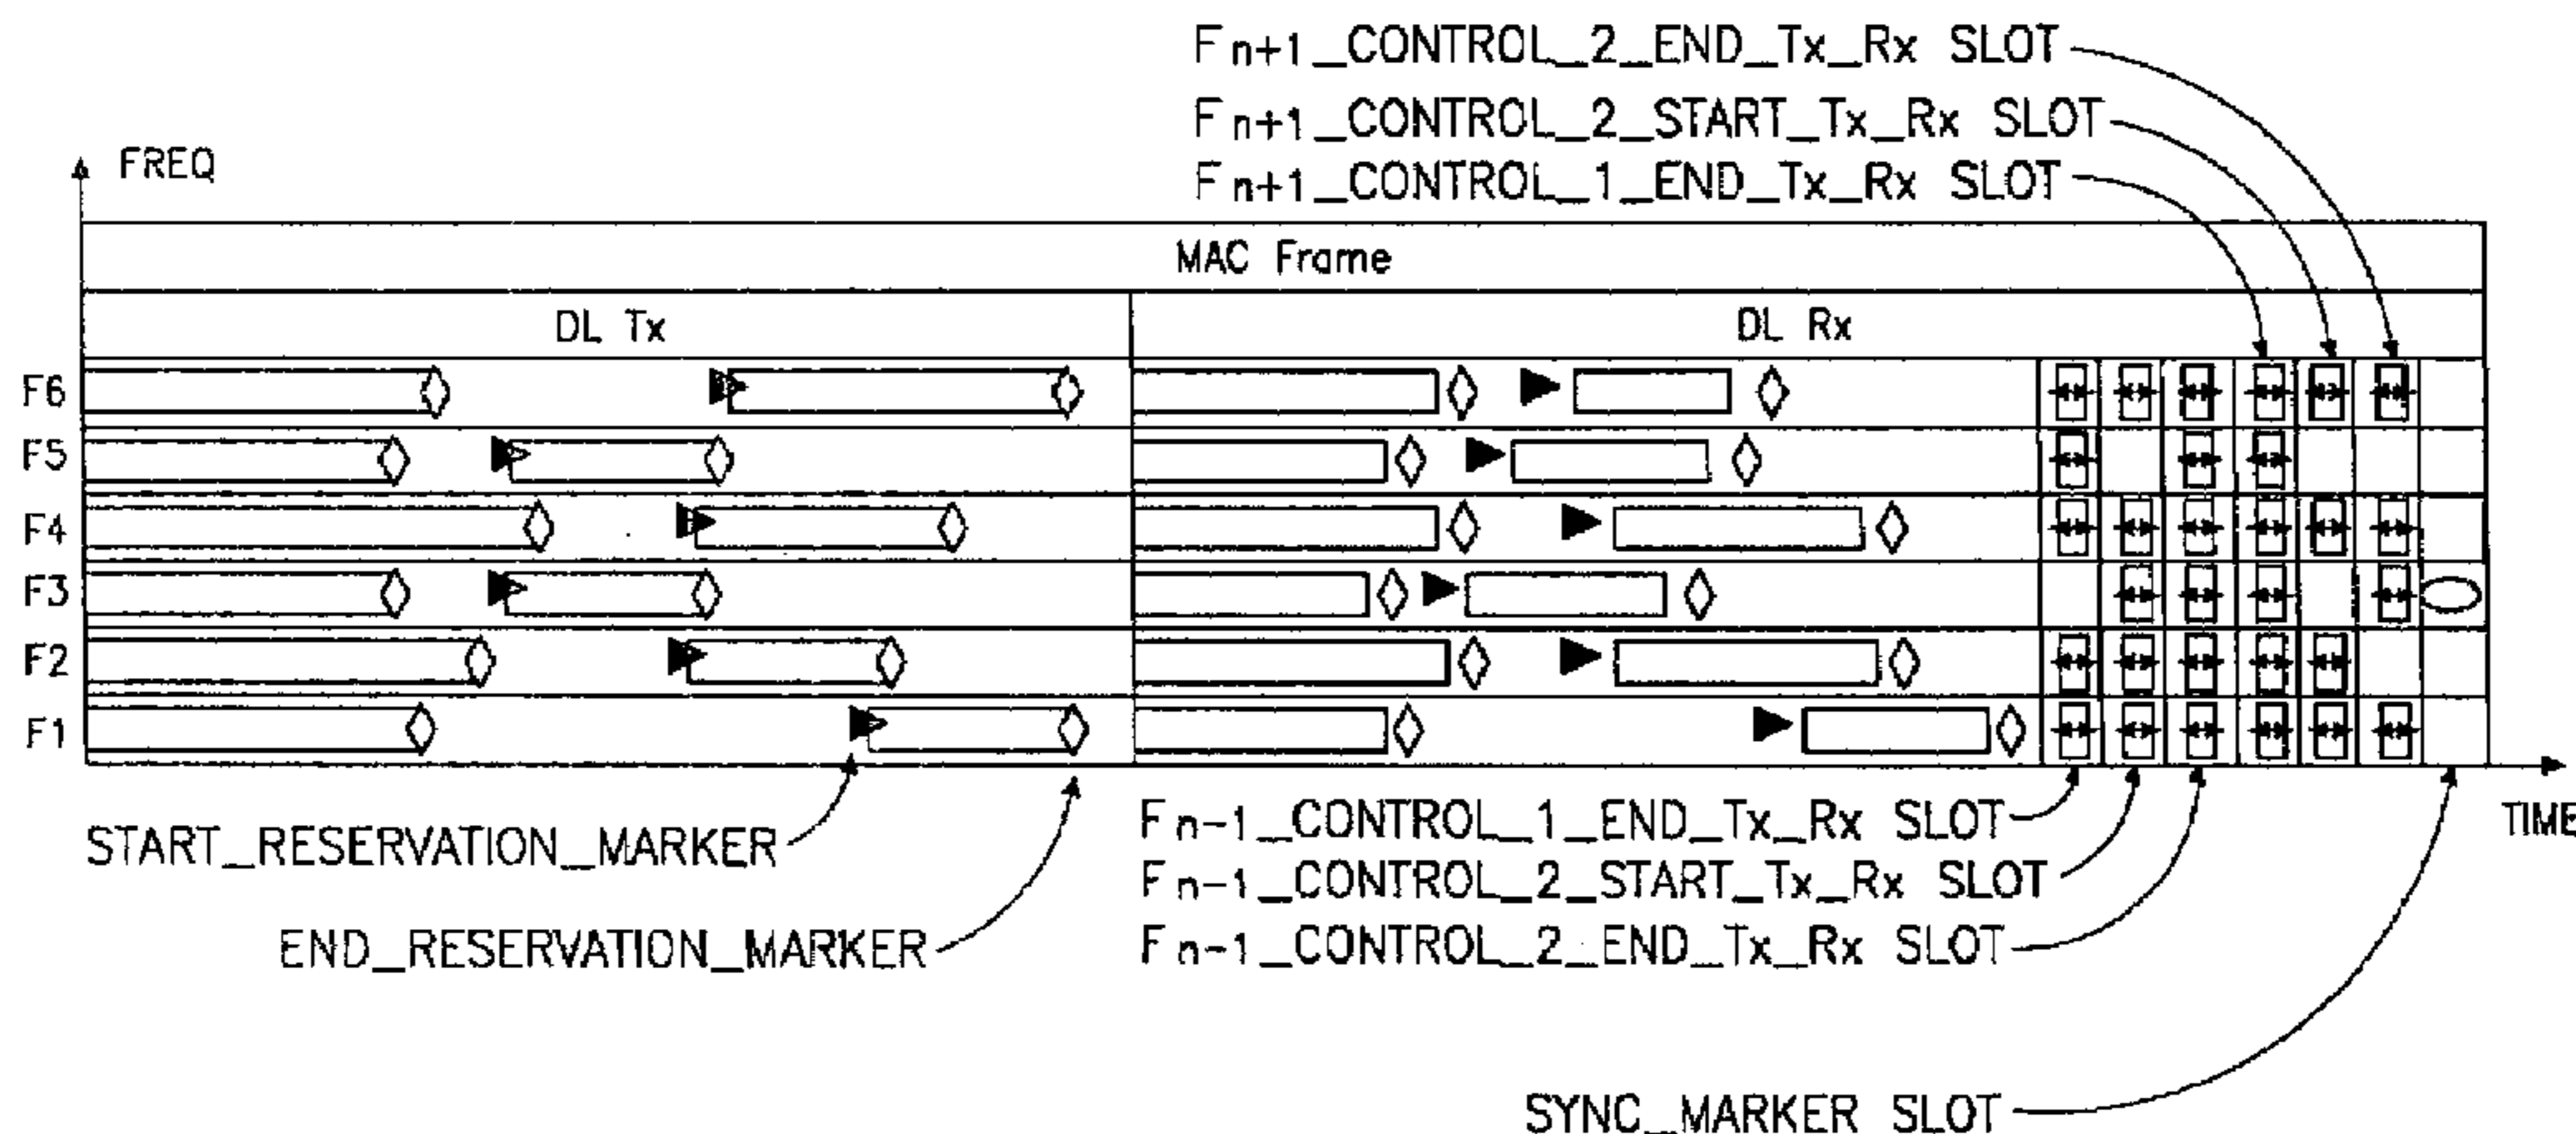 Fn+1_CONTROL_2_END_Tx_Rx SLOT
Fn+1_CONTROL_2_START_Tx_Rx SLOT
Fn+1_CONTROL_1_END_Tx_Rx SLOT
FREQ
MAC Frame
DL Tx DL Rx
F6
F5
F4
F3
F2
F1
TIME
START_RESERVATION_MARKER
END_RESERVATION_MARKER
Fn-1_CONTROL_1_END_Tx_Rx SLOT
Fn-1_CONTROL_2_START_Tx_Rx SLOT
Fn-1_CONTROL_2_END_Tx_Rx SLOT
SYNC_MARKER SLOT